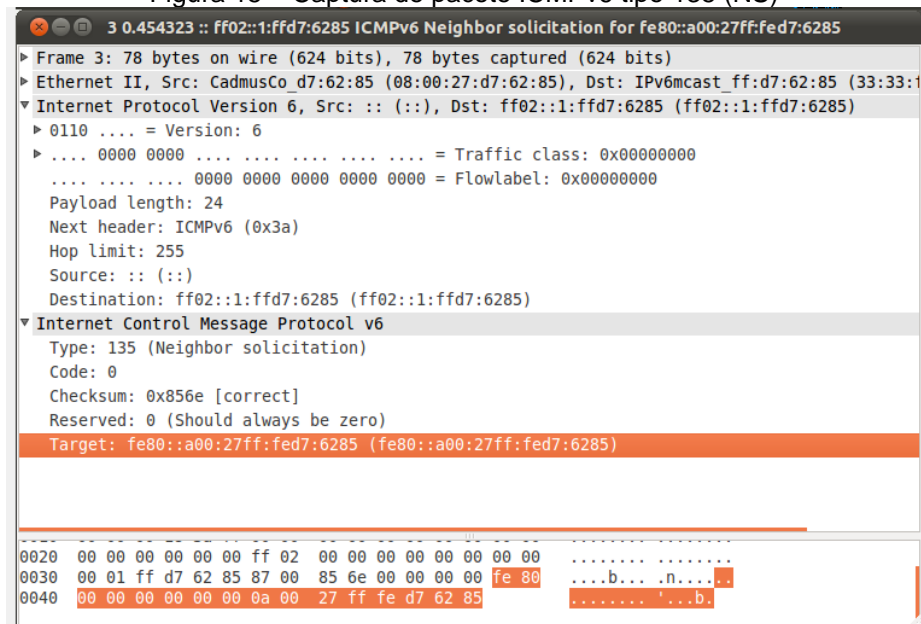 3 0.454323 :: ff02::1:ffd7:6285 ICMPv6 Neighbor solicitation for fe80::a00:27ff:fed7:6285
Frame 3: 78 bytes on wire (624 bits), 78 bytes captured (624 bits)
Ethernet II, Src: CadmusCo_d7:62:85 (08:00:27:d7:62:85), Dst: IPv6mcast_ff:d7:62:85 (33:33:
Internet Protocol Version 6, Src: :: (::), Dst: ff02::1:ffd7:6285 (ff02::1:ffd7:6285)
0110 .... = Version: 6
.... 0000 0000 .... .... .... .... .... = Traffic class: 0x00000000
.... .... .... 0000 0000 0000 0000 0000 = Flowlabel: 0x00000000
Payload length: 24
Next header: ICMPv6 (0x3a)
Hop limit: 255
Source: :: (::)
Destination: ff02::1:ffd7:6285 (ff02::1:ffd7:6285)
Internet Control Message Protocol v6
Type: 135 (Neighbor solicitation)
Code: 0
Checksum: 0x856e [correct]
Reserved: 0 (Should always be zero)
Target: fe80::a00:27ff:fed7:6285 (fe80::a00:27ff:fed7:6285)
0020 00 00 00 00 00 00 ff 02 00 00 00 00 00 00 00 00 ........ ........
0030 00 01 ff d7 62 85 87 00 85 6e 00 00 00 00 fe 80 ....b... .n......
0040 00 00 00 00 00 00 0a 00 27 ff fe d7 62 85 ........ '...b.